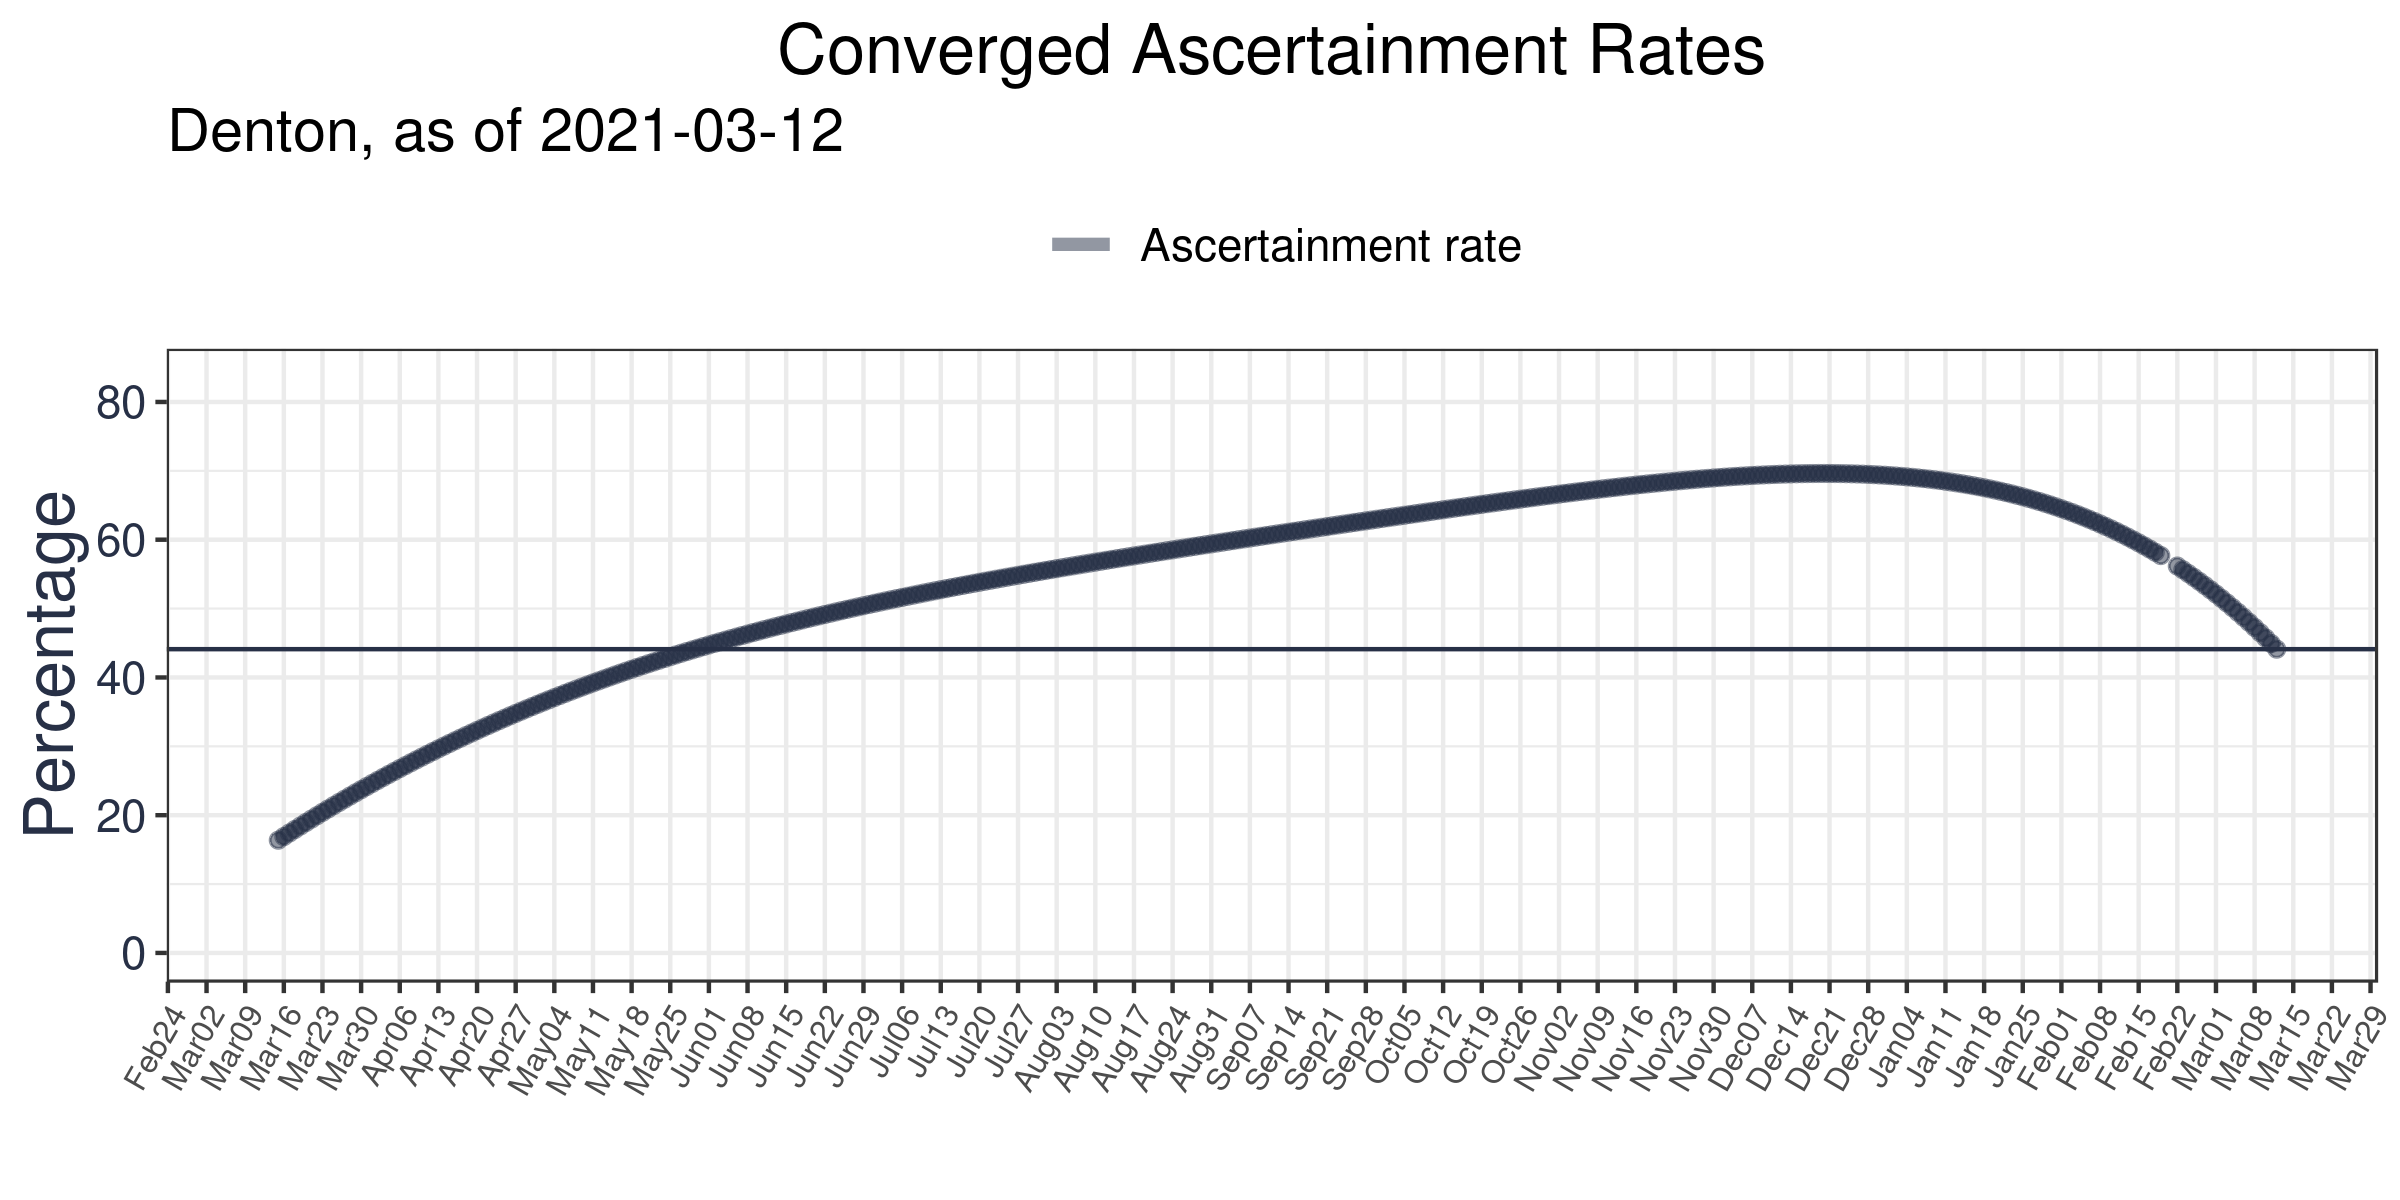 Converged Ascertainment Rates
Denton, as of 2021-03-12
Ascertainment rate
Percentage
80
60
40
20
0
Feb24
Mar02
Mar09
Mar16
Mar23
Mar30
Apr06
Apr13
Apr20
Apr27
May04
May11
May18
May25
Jun01
Jun08
Jun15
Jun22
Jun29
Jul06
Jul13
Jul20
Jul27
Aug03
Aug10
Aug17
Aug24
Aug31
Sep07
Sep14
Sep21
Sep28
Oct05
Oct12
Oct19
Oct26
Nov02
Nov09
Nov16
Nov23
Nov30
Dec07
Dec14
Dec21
Dec28
Jan04
Jan11
Jan18
Jan25
Feb01
Feb08
Feb15
Feb22
Mar01
Mar08
Mar15
Mar22
Mar29